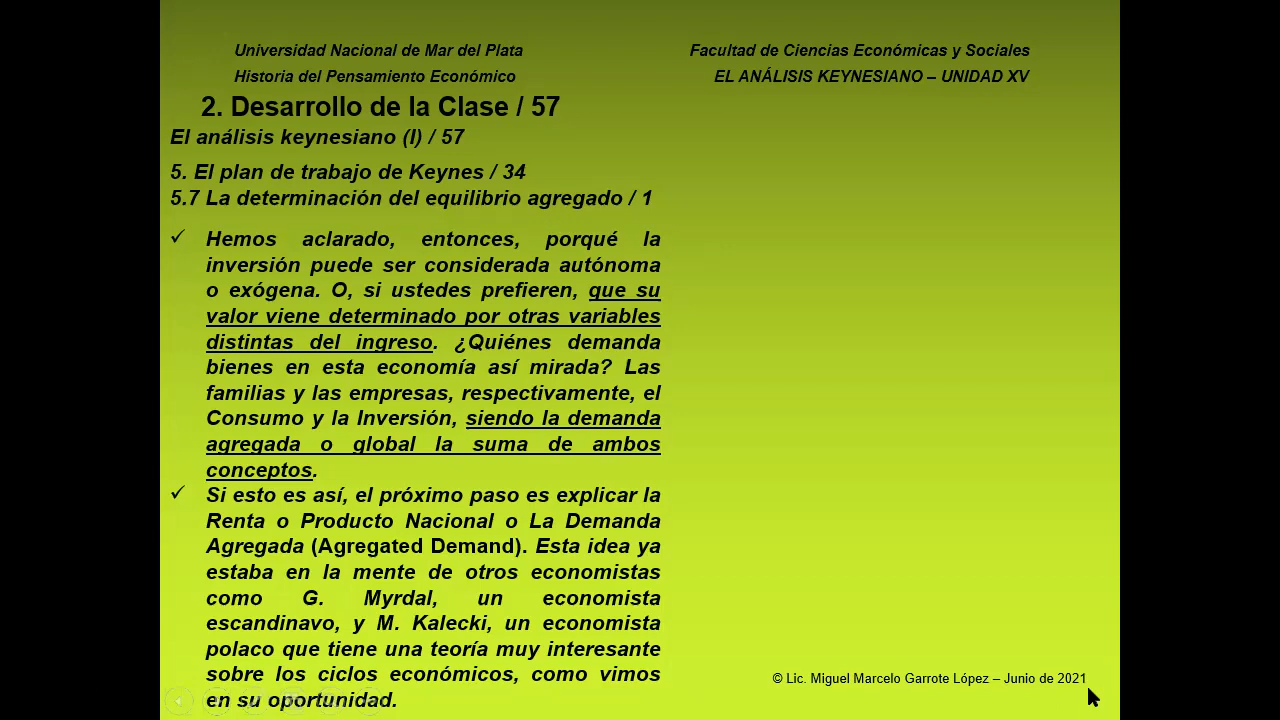 Universidad Nacional de Mar del Plata
Facultad de Ciencias Económicas y Sociales
Historia del Pensamiento Económico
EL ANÁLISIS KEYNESIANO – UNIDAD XV
2. Desarrollo de la Clase / 57
El análisis keynesiano (I) / 57
5. El plan de trabajo de Keynes / 34
5.7 La determinación del equilibrio agregado / 1
✓ Hemos aclarado, entonces, porqué la
inversión puede ser considerada autónoma
o exógena. O, si ustedes prefieren, que su
valor viene determinado por otras variables
distintas del ingreso. ¿Quiénes demanda
bienes en esta economía así mirada? Las
familias y las empresas, respectivamente, el
Consumo y la Inversión, siendo la demanda
agregada o global la suma de ambos
conceptos.
✓ Si esto es así, el próximo paso es explicar la
Renta o Producto Nacional o La Demanda
Agregada (Agregated Demand). Esta idea ya
estaba en la mente de otros economistas
como G. Myrdal, un economista
escandinavo, y M. Kalecki, un economista
polaco que tiene una teoría muy interesante
sobre los ciclos económicos, como vimos
en su oportunidad.
© Lic. Miguel Marcelo Garrote López – Junio de 2021